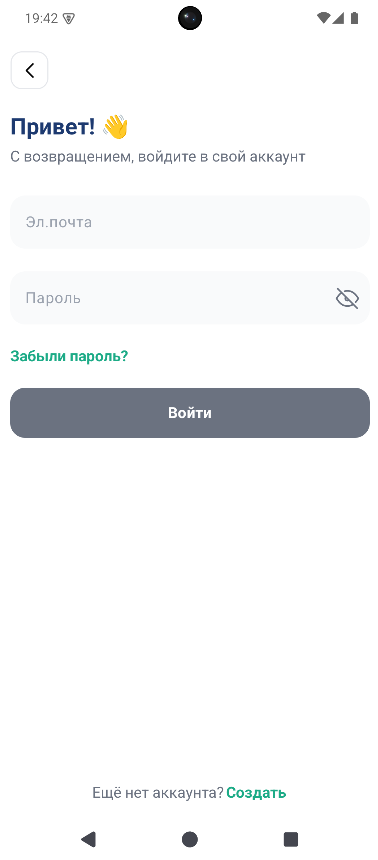 19:42
Привет! 👋
С возвращением, войдите в свой аккаунт
Эл.почта
Пароль
Забыли пароль?
Войти
Ещё нет аккаунта? Создать